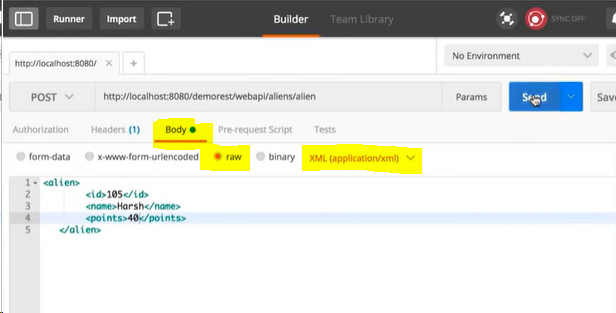 Runner Import Builder Team Library SYNC OFF
No Environment
http://localhost:8080/
POST http://localhost:8080/demorest/webapi/aliens/alien Params Send Save
Authorization Headers (1) Body Pre-request Script Tests
form-data x-www-form-urlencoded raw binary XML (application/xml)
1 <alien>
2 <id>105</id>
3 <name>Harsh</name>
4 <points>40</points>
5 </alien>